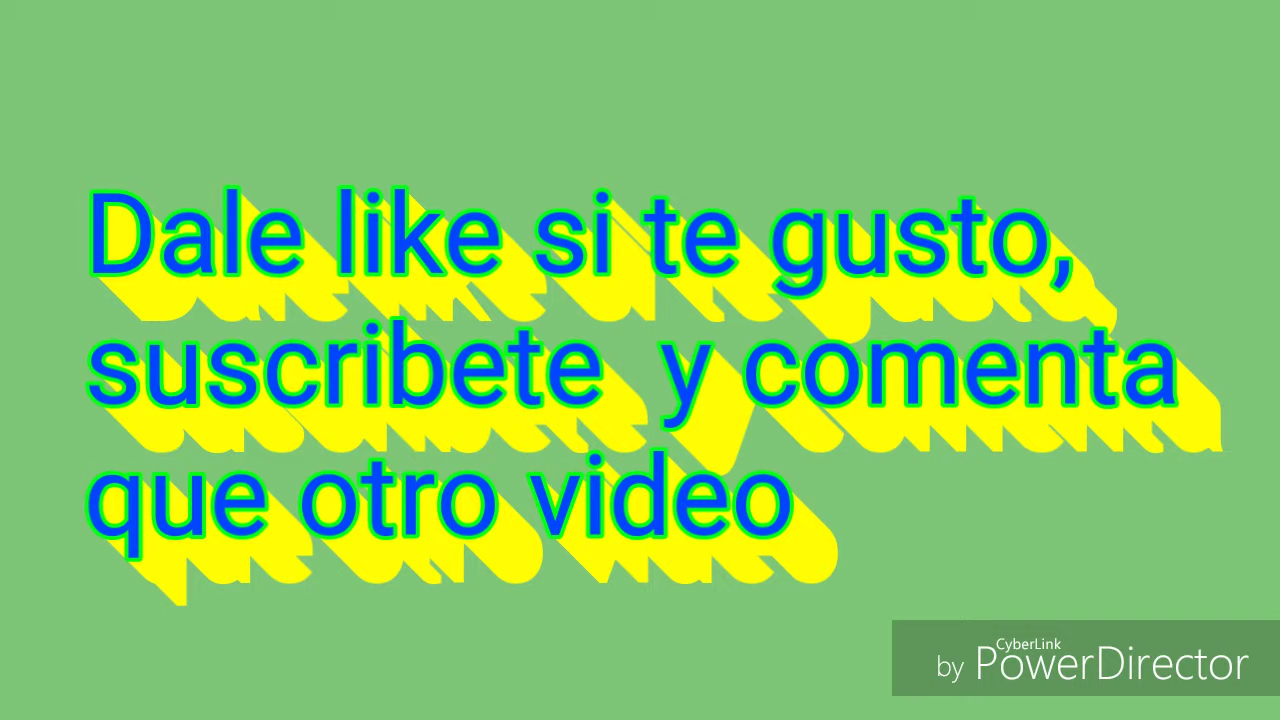 Dale like si te gusto,
suscribete  y comenta
que otro video
CyberLink
by PowerDirector